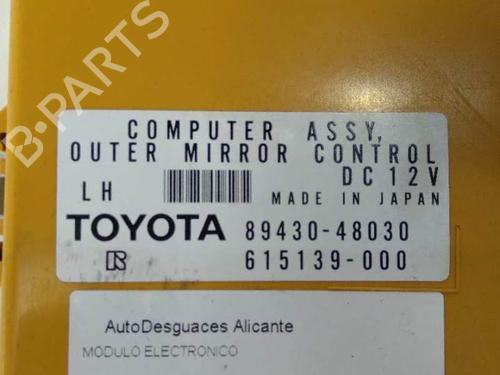 COMPUTER ASSY,
OUTER MIRROR CONTROL
DC 12V
LH
MADE IN JAPAN
TOYOTA 89430-48030
R 615139-000
AutoDesguaces Alicante
MODULO ELECTRONICO
B-PARTS